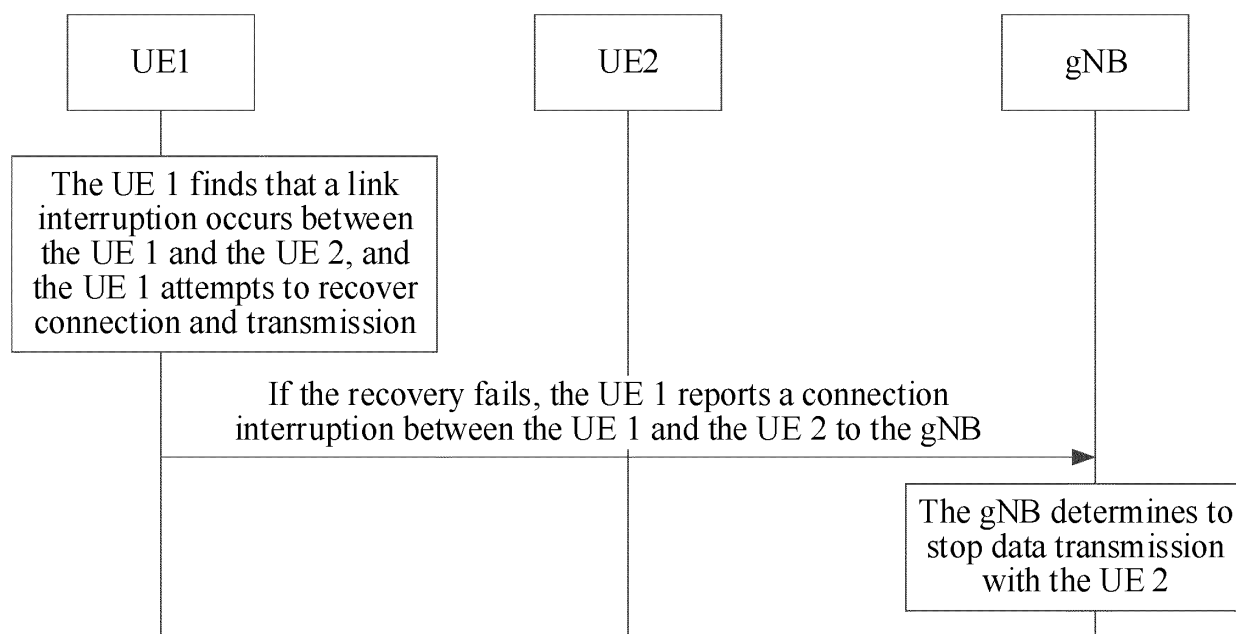 UE1
UE2
gNB
The UE 1 finds that a link
interruption occurs between
the UE 1 and the UE 2, and
the UE 1 attempts to recover
connection and transmission
If the recovery fails, the UE 1 reports a connection
interruption between the UE 1 and the UE 2 to the gNB
The gNB determines to
stop data transmission
with the UE 2